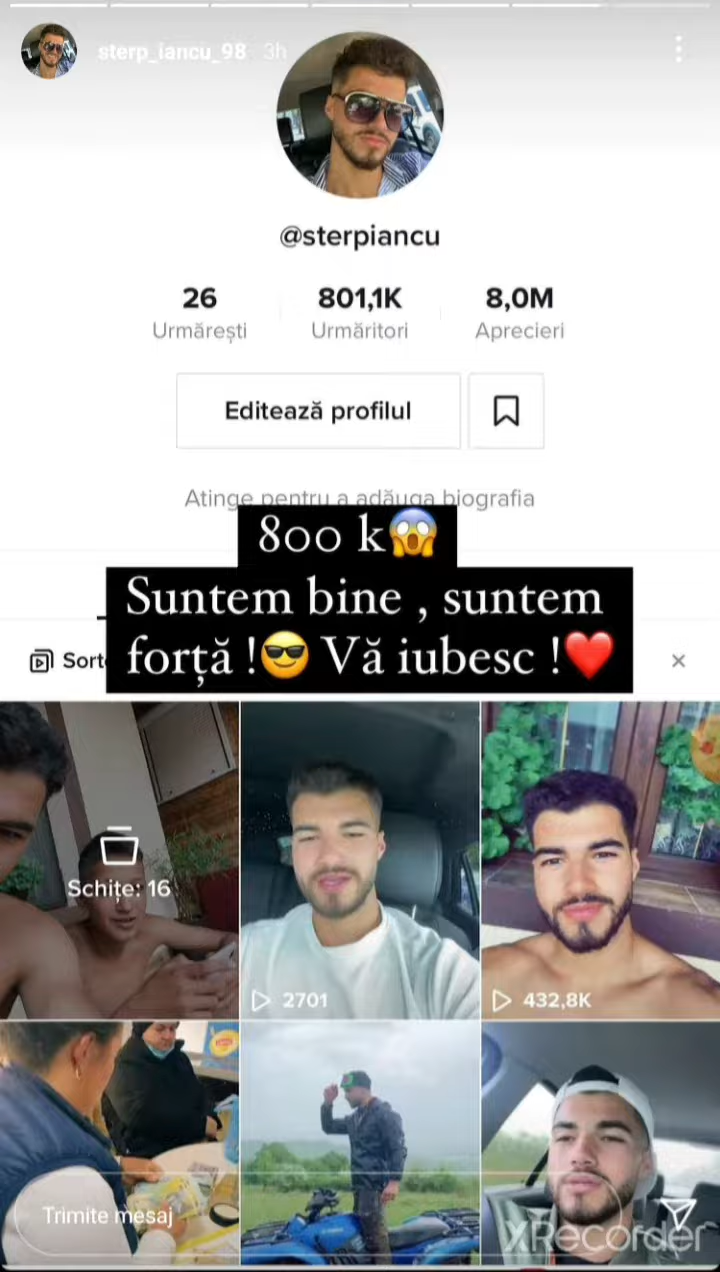 sterp_iancu_98 3h
@sterpiancu
26 801,1K 8,0M
Urmărești Urmăritori Aprecieri
Editează profilul
Atinge pentru a adăuga biografia
800 k😱
Suntem bine , suntem
forță !😎 Vă iubesc !❤️
Schițe: 16
2701
432,8K
Trimite mesaj
XRecorder